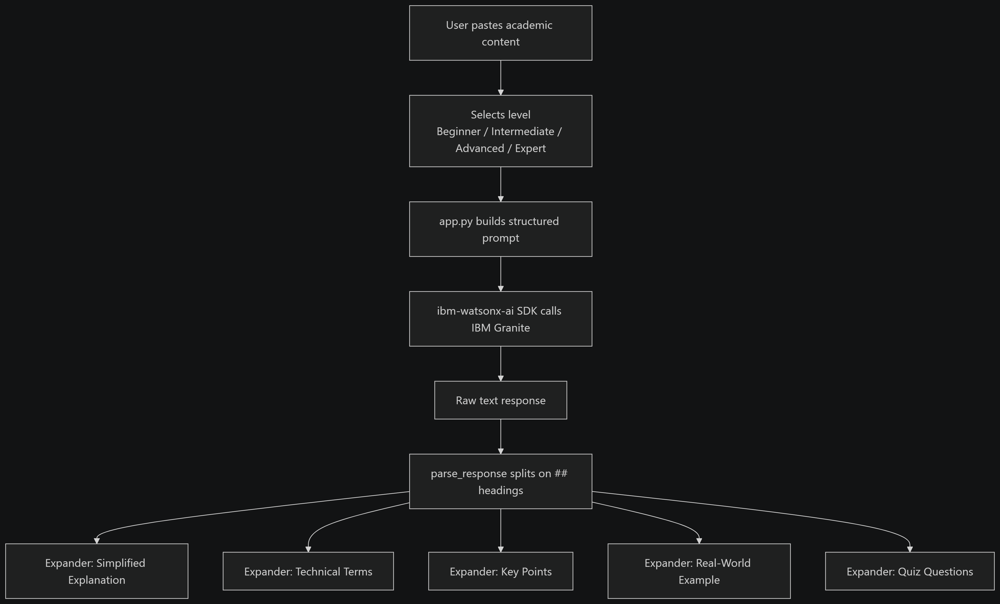 User pastes academic
content
Selects level
Beginner / Intermediate /
Advanced / Expert
app.py builds structured
prompt
ibm-watsonx-ai SDK calls
IBM Granite
Raw text response
parse_response splits on ##
headings
Expander: Simplified
Explanation
Expander: Technical Terms
Expander: Key Points
Expander: Real-World
Example
Expander: Quiz Questions